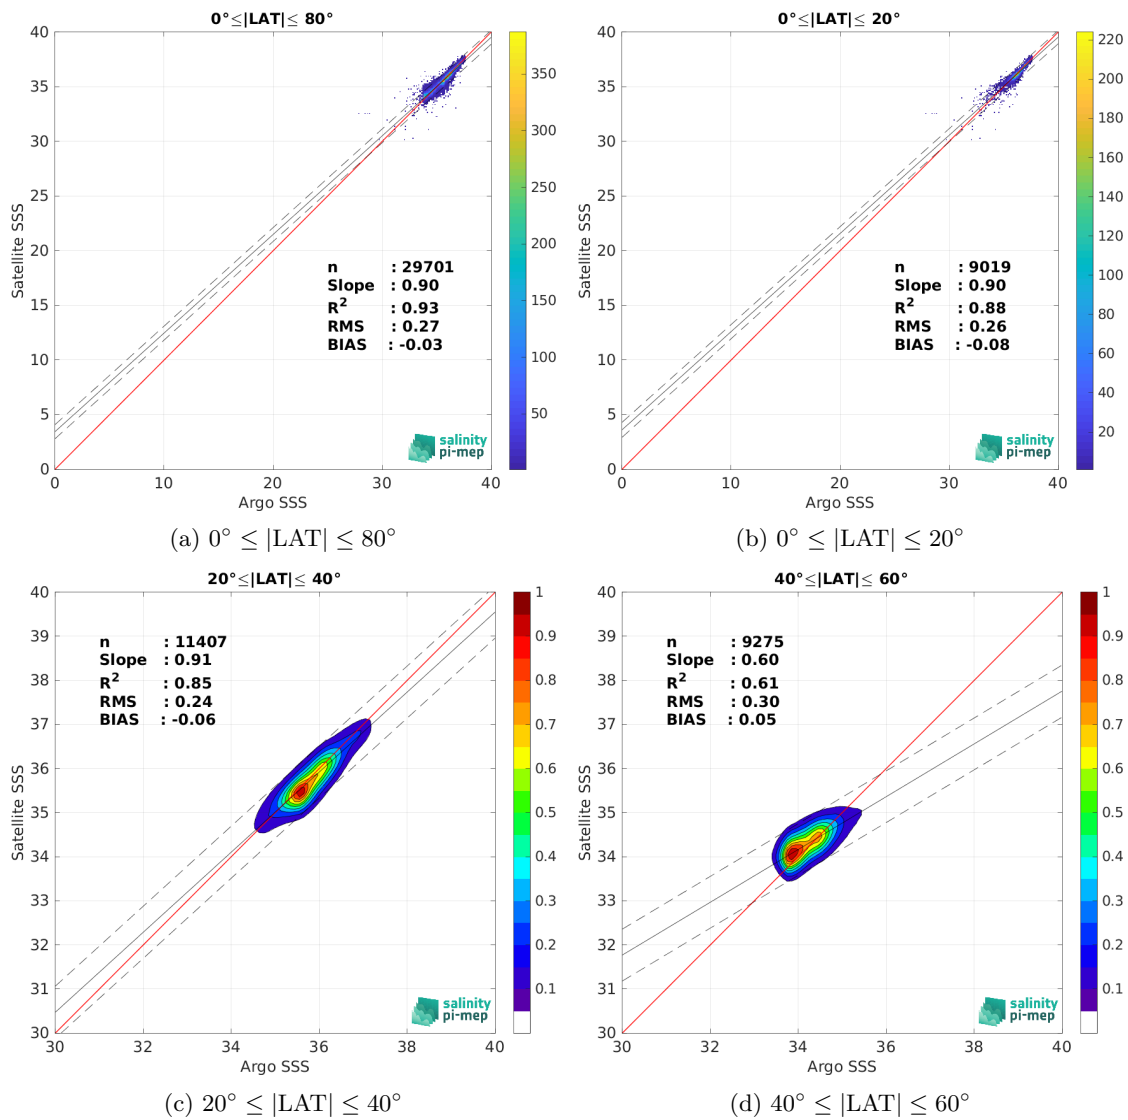 0°≤|LAT|≤ 80°
40
35
30
25
20
15
10
5
0
Satellite SSS
n : 29701
Slope : 0.90
R2 : 0.93
RMS : 0.27
BIAS : -0.03
salinity
pi-mep
0 10 20 30 40
Argo SSS
350
300
250
200
150
100
50
(a) 0° ≤ |LAT| ≤ 80°
0°≤|LAT|≤ 20°
40
35
30
25
20
15
10
5
0
Satellite SSS
n : 9019
Slope : 0.90
R2 : 0.88
RMS : 0.26
BIAS : -0.08
salinity
pi-mep
0 10 20 30 40
Argo SSS
220
200
180
160
140
120
100
80
60
40
20
(b) 0° ≤ |LAT| ≤ 20°
20°≤|LAT|≤ 40°
40
39
38
37
36
35
34
33
32
31
30
Satellite SSS
n : 11407
Slope : 0.91
R2 : 0.85
RMS : 0.24
BIAS : -0.06
salinity
pi-mep
30 32 34 36 38 40
Argo SSS
1
0.9
0.8
0.7
0.6
0.5
0.4
0.3
0.2
0.1
(c) 20° ≤ |LAT| ≤ 40°
40°≤|LAT|≤ 60°
40
39
38
37
36
35
34
33
32
31
30
Satellite SSS
n : 9275
Slope : 0.60
R2 : 0.61
RMS : 0.30
BIAS : 0.05
salinity
pi-mep
30 32 34 36 38 40
Argo SSS
1
0.9
0.8
0.7
0.6
0.5
0.4
0.3
0.2
0.1
(d) 40° ≤ |LAT| ≤ 60°